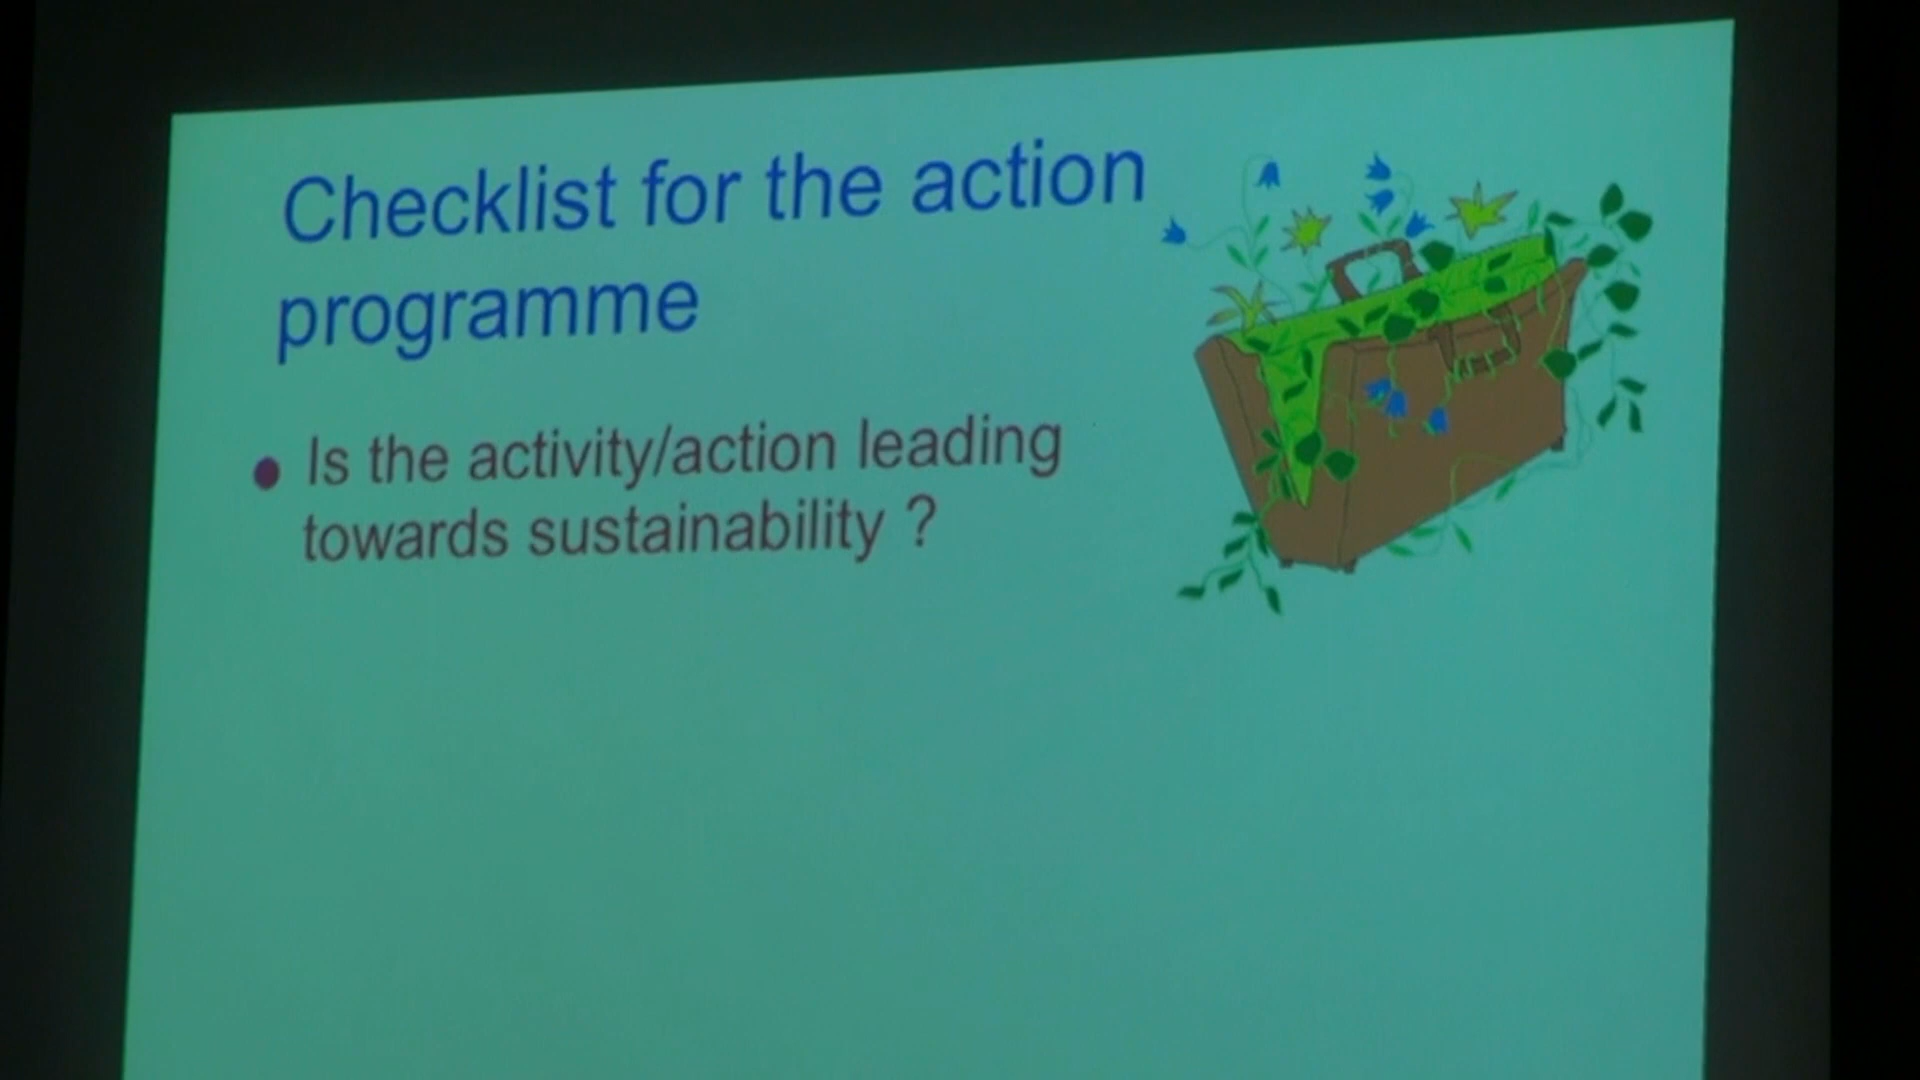 Checklist for the action
programme
Is the activity/action leading
towards sustainability ?